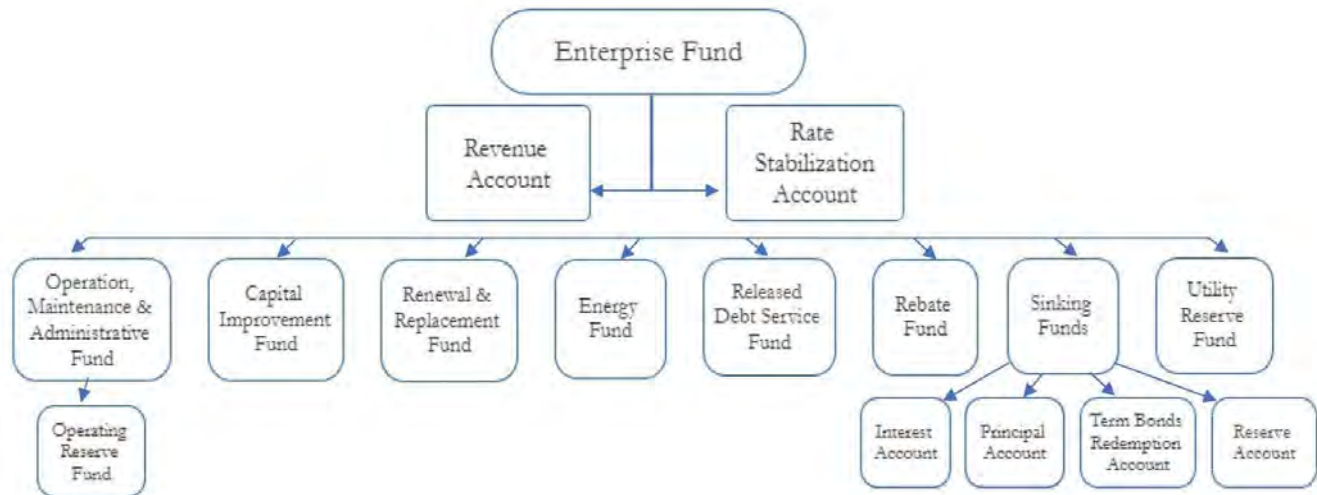 Enterprise Fund
Revenue
Account
Rate
Stabilization
Account
Operation,
Maintenance &
Administrative
Fund
Capital
Improvement
Fund
Renewal &
Replacement
Fund
Energy
Fund
Released
Debt Service
Fund
Rebate
Fund
Sinking
Funds
Utility
Reserve
Fund
Operating
Reserve
Fund
Interest
Account
Principal
Account
Term Bonds
Redemption
Account
Reserve
Account